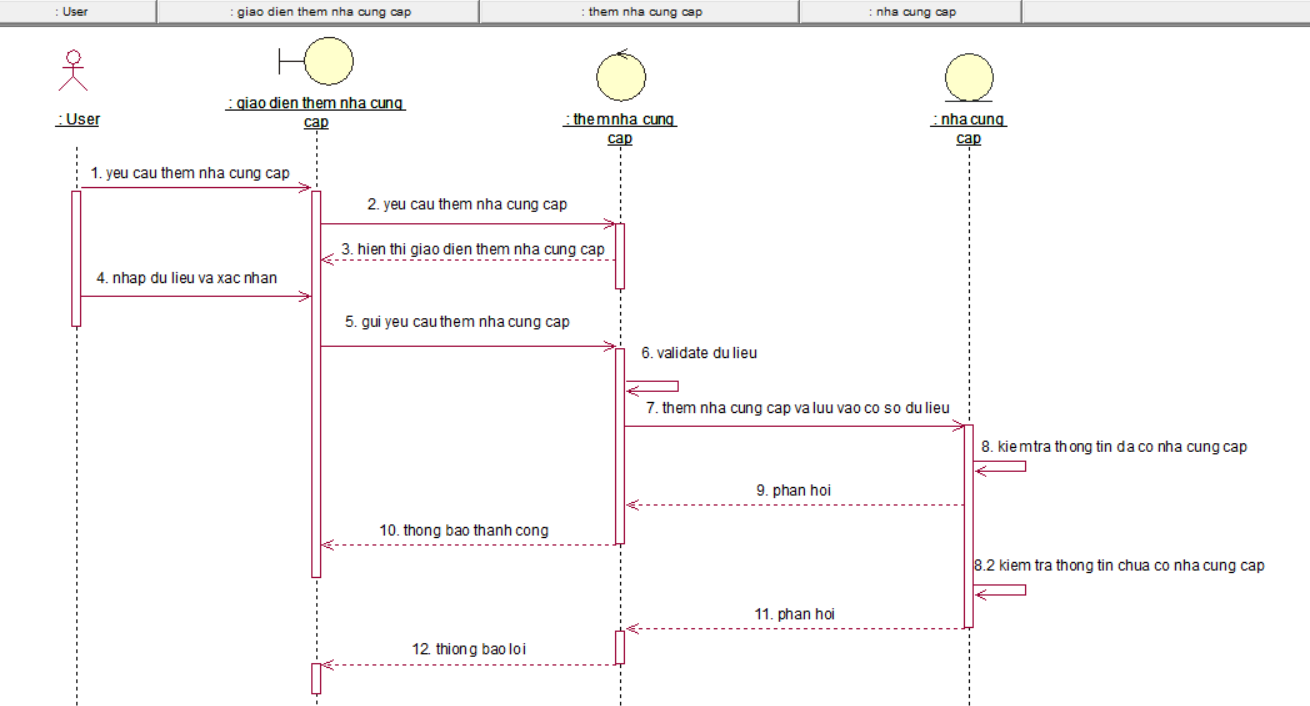 : User
: giao dien them nha cung cap
: them nha cung cap
: nha cung cap
: User
: giao dien them nha cung
cap
: them nha cung
cap
: nha cung
cap
1. yeu cau them nha cung cap
2. yeu cau them nha cung cap
3. hien thi giao dien them nha cung cap
4. nhap du lieu va xac nhan
5. gui yeu cau them nha cung cap
6. validate du lieu
7. them nha cung cap va luu vao co so du lieu
8. kiem tra thong tin da co nha cung cap
9. phan hoi
10. thong bao thanh cong
8.2 kiem tra thong tin chua co nha cung cap
11. phan hoi
12. thiong bao loi